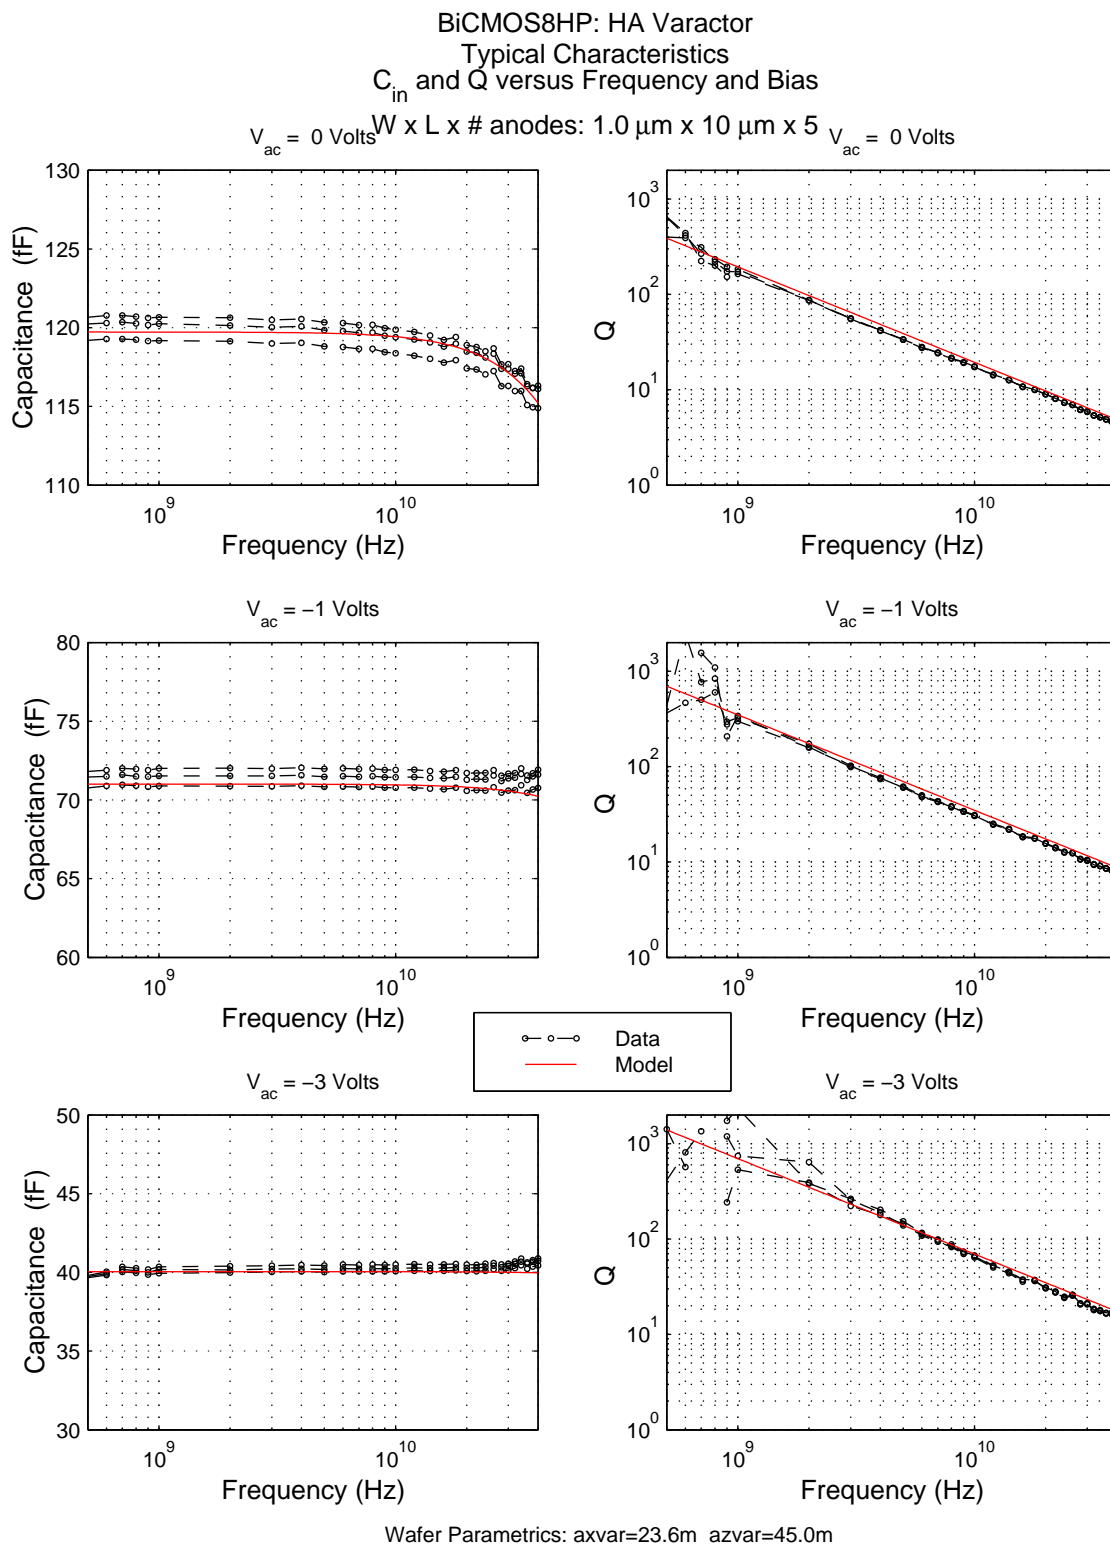 BiCMOS8HP: HA Varactor
Typical Characteristics
C_in and Q versus Frequency and Bias
W x L x # anodes: 1.0 μm x 10 μm x 5
V_ac = 0 Volts
130
125
120
115
110
Capacitance (fF)
10^9
10^10
Frequency (Hz)
V_ac = 0 Volts
10^3
10^2
10^1
10^0
Q
10^9
10^10
Frequency (Hz)
V_ac = −1 Volts
80
75
70
65
60
Capacitance (fF)
10^9
10^10
Frequency (Hz)
V_ac = −1 Volts
10^3
10^2
10^1
10^0
Q
10^9
10^10
Frequency (Hz)
Data
Model
V_ac = −3 Volts
50
45
40
35
30
Capacitance (fF)
10^9
10^10
Frequency (Hz)
V_ac = −3 Volts
10^3
10^2
10^1
10^0
Q
10^9
10^10
Frequency (Hz)
Wafer Parametrics: axvar=23.6m azvar=45.0m